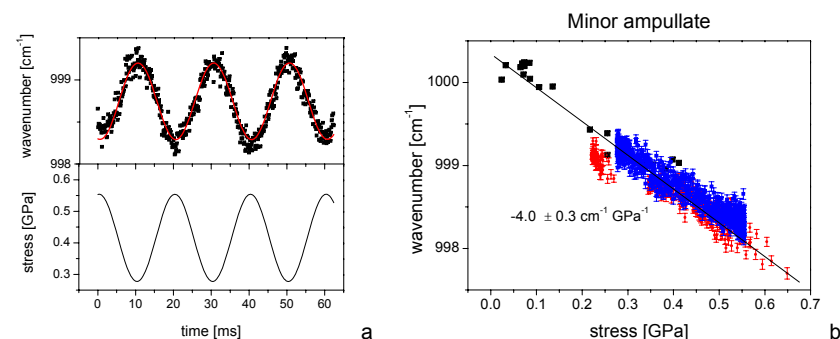 Minor ampullate
wavenumber [cm⁻¹]
999
998
stress [GPa]
0.6
0.5
0.4
0.3
0 10 20 30 40 50 60
time [ms]
a
wavenumber [cm⁻¹]
1000
999
998
-4.0 ± 0.3 cm⁻¹ GPa⁻¹
0.0 0.1 0.2 0.3 0.4 0.5 0.6 0.7
stress [GPa]
b